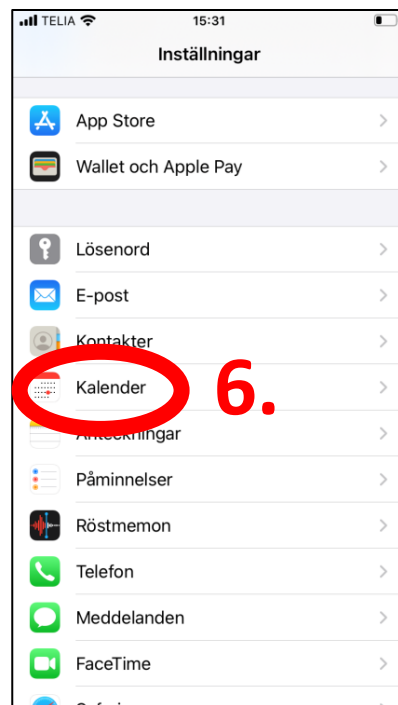 TELIA 15:31
Inställningar
App Store
Wallet och Apple Pay
Lösenord
E-post
Kontakter
Kalender 6.
Anteckningar
Påminnelser
Röstmemon
Telefon
Meddelanden
FaceTime